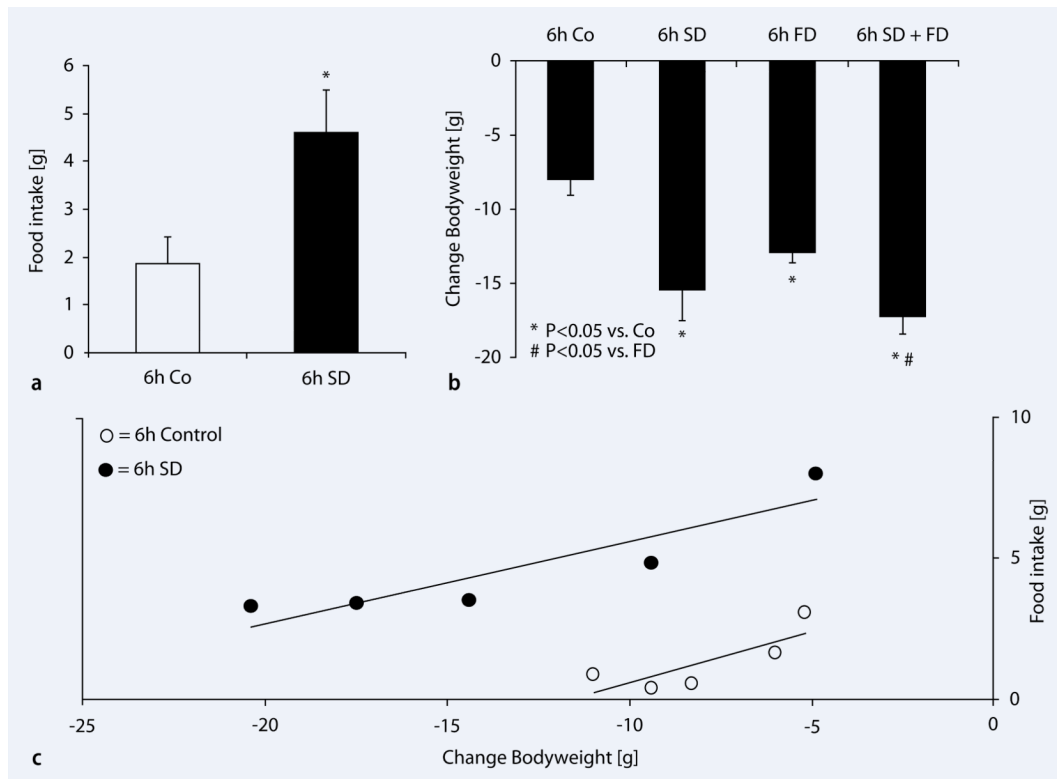 6
5
4
3
2
1
0
Food intake [g]
*
6h Co
6h SD
a
6h Co
6h SD
6h FD
6h SD + FD
0
-5
-10
-15
-20
Change Bodyweight [g]
*
*
* #
* P<0.05 vs. Co
# P<0.05 vs. FD
b
= 6h Control
= 6h SD
10
5
0
Food intake [g]
-25
-20
-15
-10
-5
0
Change Bodyweight [g]
c